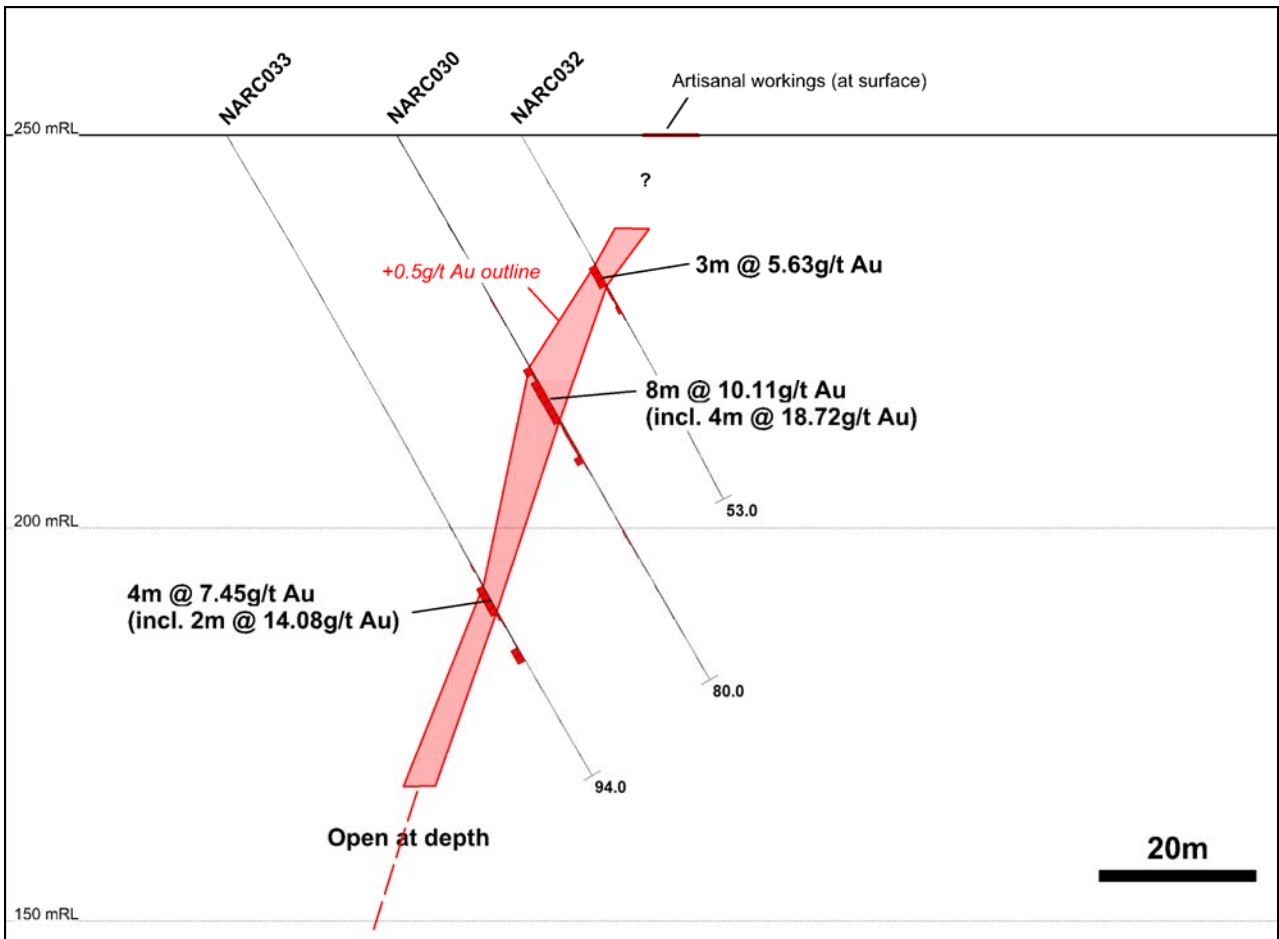 NARC033
NARC030
NARC032
Artisanal workings (at surface)
250 mRL
?
+0.5g/t Au outline
3m @ 5.63g/t Au
8m @ 10.11g/t Au
(incl. 4m @ 18.72g/t Au)
53.0
200 mRL
4m @ 7.45g/t Au
(incl. 2m @ 14.08g/t Au)
80.0
94.0
Open at depth
20m
150 mRL